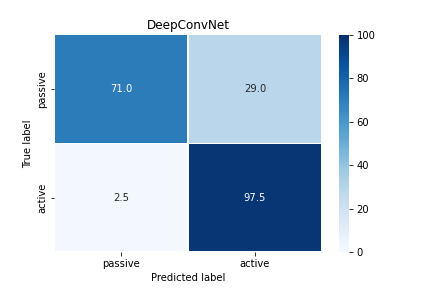 DeepConvNet
100
80
60
40
20
0
True label
passive
active
71.0 29.0
2.5 97.5
passive active
Predicted label